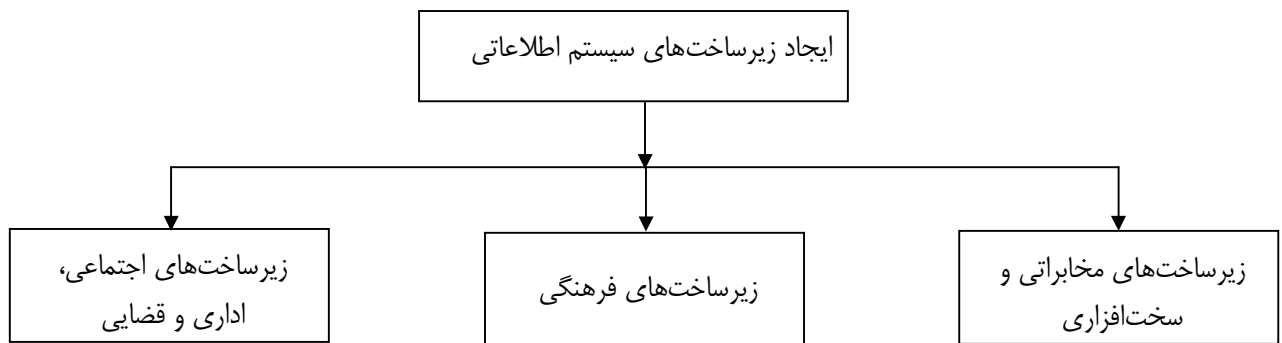 ایجاد زیرساخت‌های سیستم اطلاعاتی
زیرساخت‌های مخابراتی و
سخت‌افزاری
زیرساخت‌های فرهنگی
زیرساخت‌های اجتماعی،
اداری و قضایی